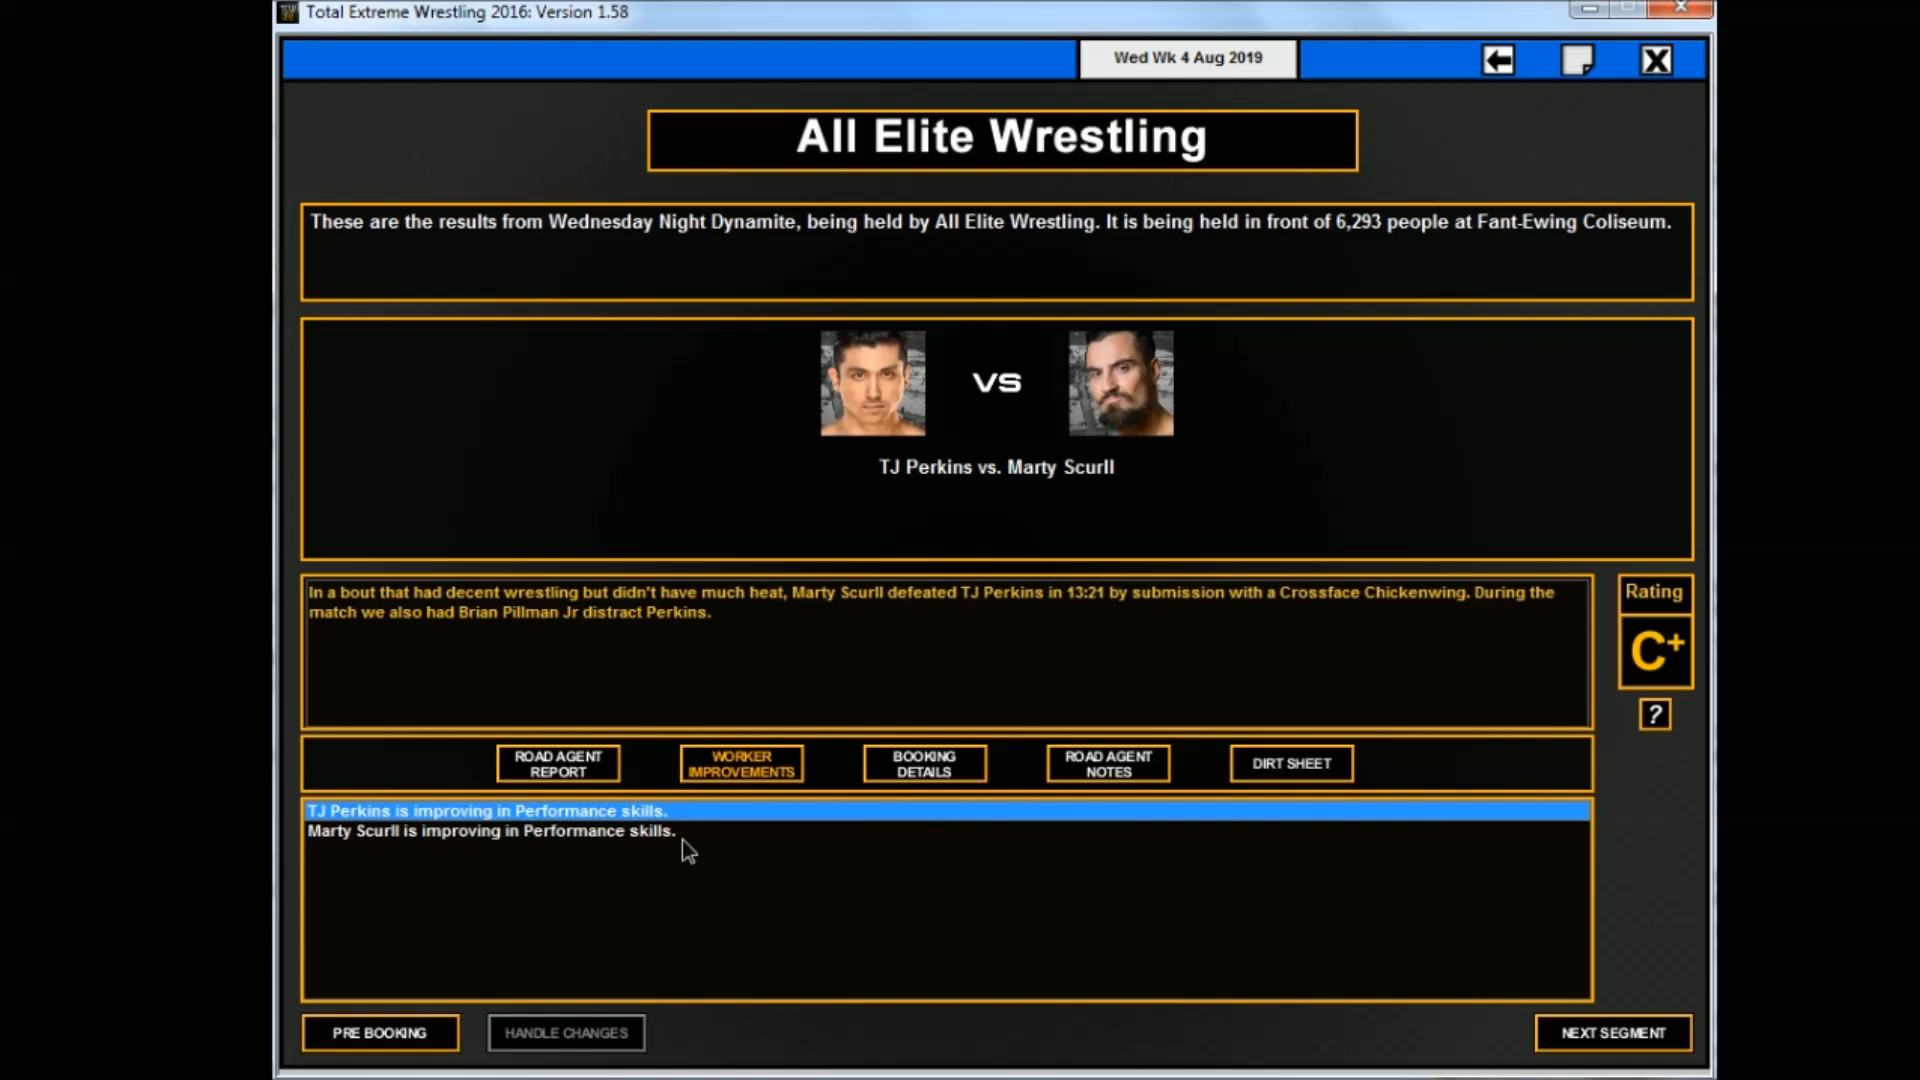 Total Extreme Wrestling 2016: Version 1.58
Wed Wk 4 Aug 2019
All Elite Wrestling
These are the results from Wednesday Night Dynamite, being held by All Elite Wrestling. It is being held in front of 6,293 people at Fant-Ewing Coliseum.
VS
TJ Perkins vs. Marty Scurll
In a bout that had decent wrestling but didn't have much heat, Marty Scurll defeated TJ Perkins in 13:21 by submission with a Crossface Chickenwing. During the
match we also had Brian Pillman Jr distract Perkins.
Rating
C+
?
ROAD AGENT
REPORT
WORKER
IMPROVEMENTS
BOOKING
DETAILS
ROAD AGENT
NOTES
DIRT SHEET
TJ Perkins is improving in Performance skills.
Marty Scurll is improving in Performance skills.
PRE BOOKING
HANDLE CHANGES
NEXT SEGMENT